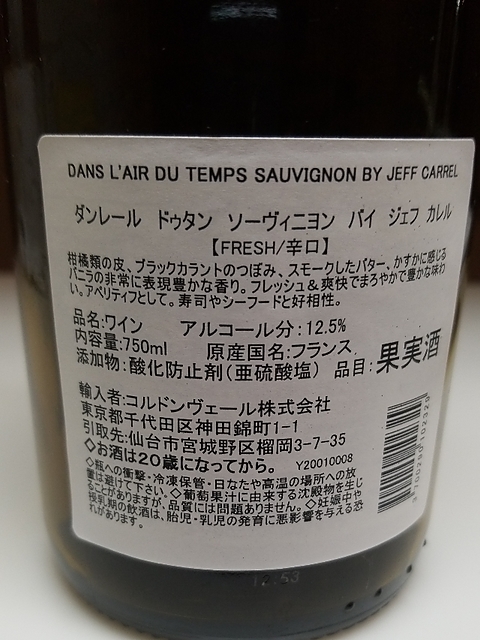 DANS L'AIR DU TEMPS SAUVIGNON BY JEFF CARREL
ダンレール ドゥタン ソーヴィニヨン バイ ジェフ カレル
【FRESH/辛口】
柑橘類の皮、ブラックカラントのつぼみ、スモークしたバター、かすかに感じる
バニラの非常に表現豊かな香り。フレッシュ&爽快でまろやかで豊かな味わ
い。アペリティフとして。寿司やシーフードと好相性。
品名:ワイン アルコール分:12.5%
内容量:750ml 原産国名:フランス
添加物:酸化防止剤(亜硫酸塩) 品目:果実酒
輸入者:コルドンヴェール株式会社
東京都千代田区神田錦町1-1
引取先:仙台市宮城野区榴岡3-7-35
◇お酒は20歳になってから。 Y20010008
◇瓶への衝撃・冷凍保管・日なたや高温の場所への放
置は避けて下さい。◇葡萄果汁に由来する沈殿物を生じ
ることがありますが、品質には問題ありません。◇妊娠中や
授乳期の飲酒は、胎児・乳児の発育に悪影響を与える恐
れがあります。